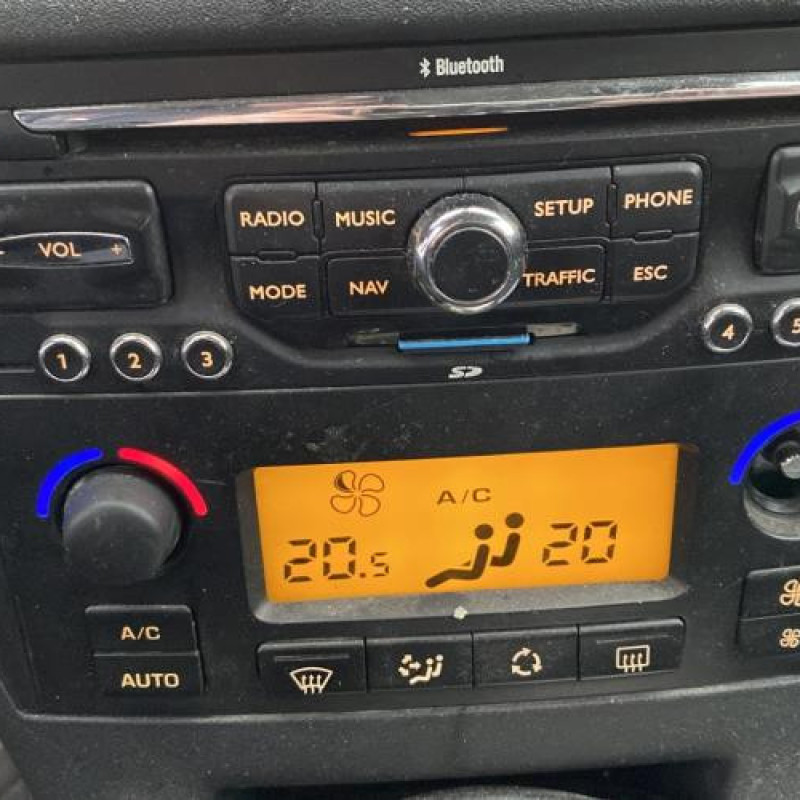 Bluetooth
RADIO MUSIC SETUP PHONE
- VOL +
MODE NAV TRAFFIC ESC
1 2 3 4 5
SD
A/C
20.5 20
A/C
AUTO